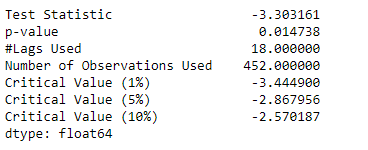 Test Statistic -3.303161
p-value 0.014738
#Lags Used 18.000000
Number of Observations Used 452.000000
Critical Value (1%) -3.444900
Critical Value (5%) -2.867956
Critical Value (10%) -2.570187
dtype: float64